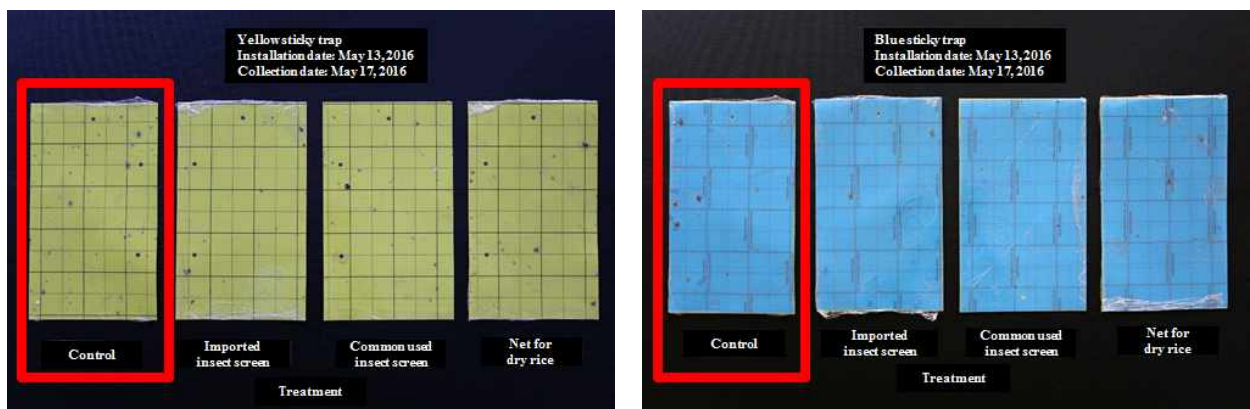 Yellow sticky trap
Installation date: May 13, 2016
Collection date: May 17, 2016
Control
Imported
insect screen
Common used
insect screen
Net for
dry rice
Treatment
Blue sticky trap
Installation date: May 13, 2016
Collection date: May 17, 2016
Control
Imported
insect screen
Common used
insect screen
Net for
dry rice
Treatment